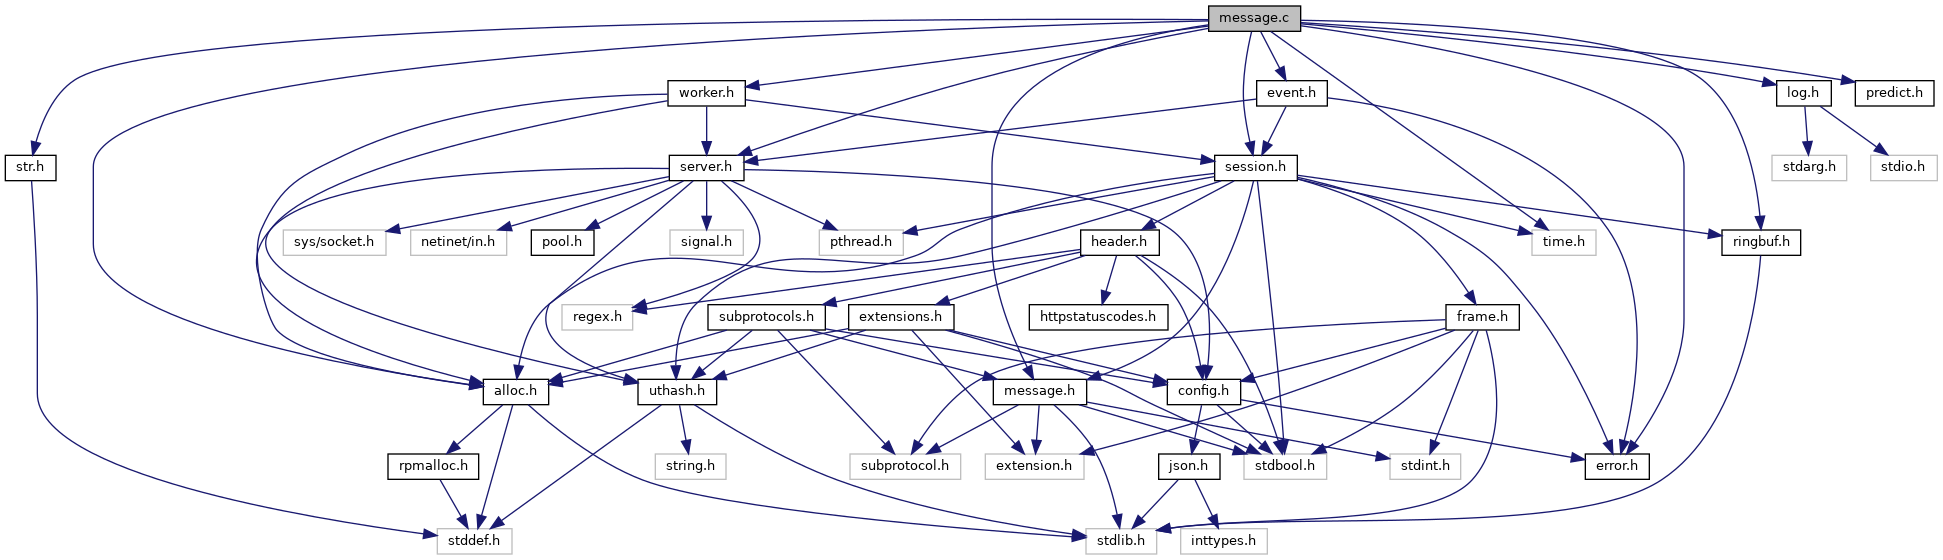 message.c
worker.h
event.h
log.h
predict.h
str.h
server.h
session.h
stdarg.h
stdio.h
sys/socket.h
netinet/in.h
pool.h
signal.h
pthread.h
header.h
time.h
ringbuf.h
regex.h
subprotocols.h
extensions.h
httpstatuscodes.h
frame.h
alloc.h
uthash.h
message.h
config.h
rpmalloc.h
string.h
subprotocol.h
extension.h
json.h
stdbool.h
stdint.h
error.h
stddef.h
stdlib.h
inttypes.h